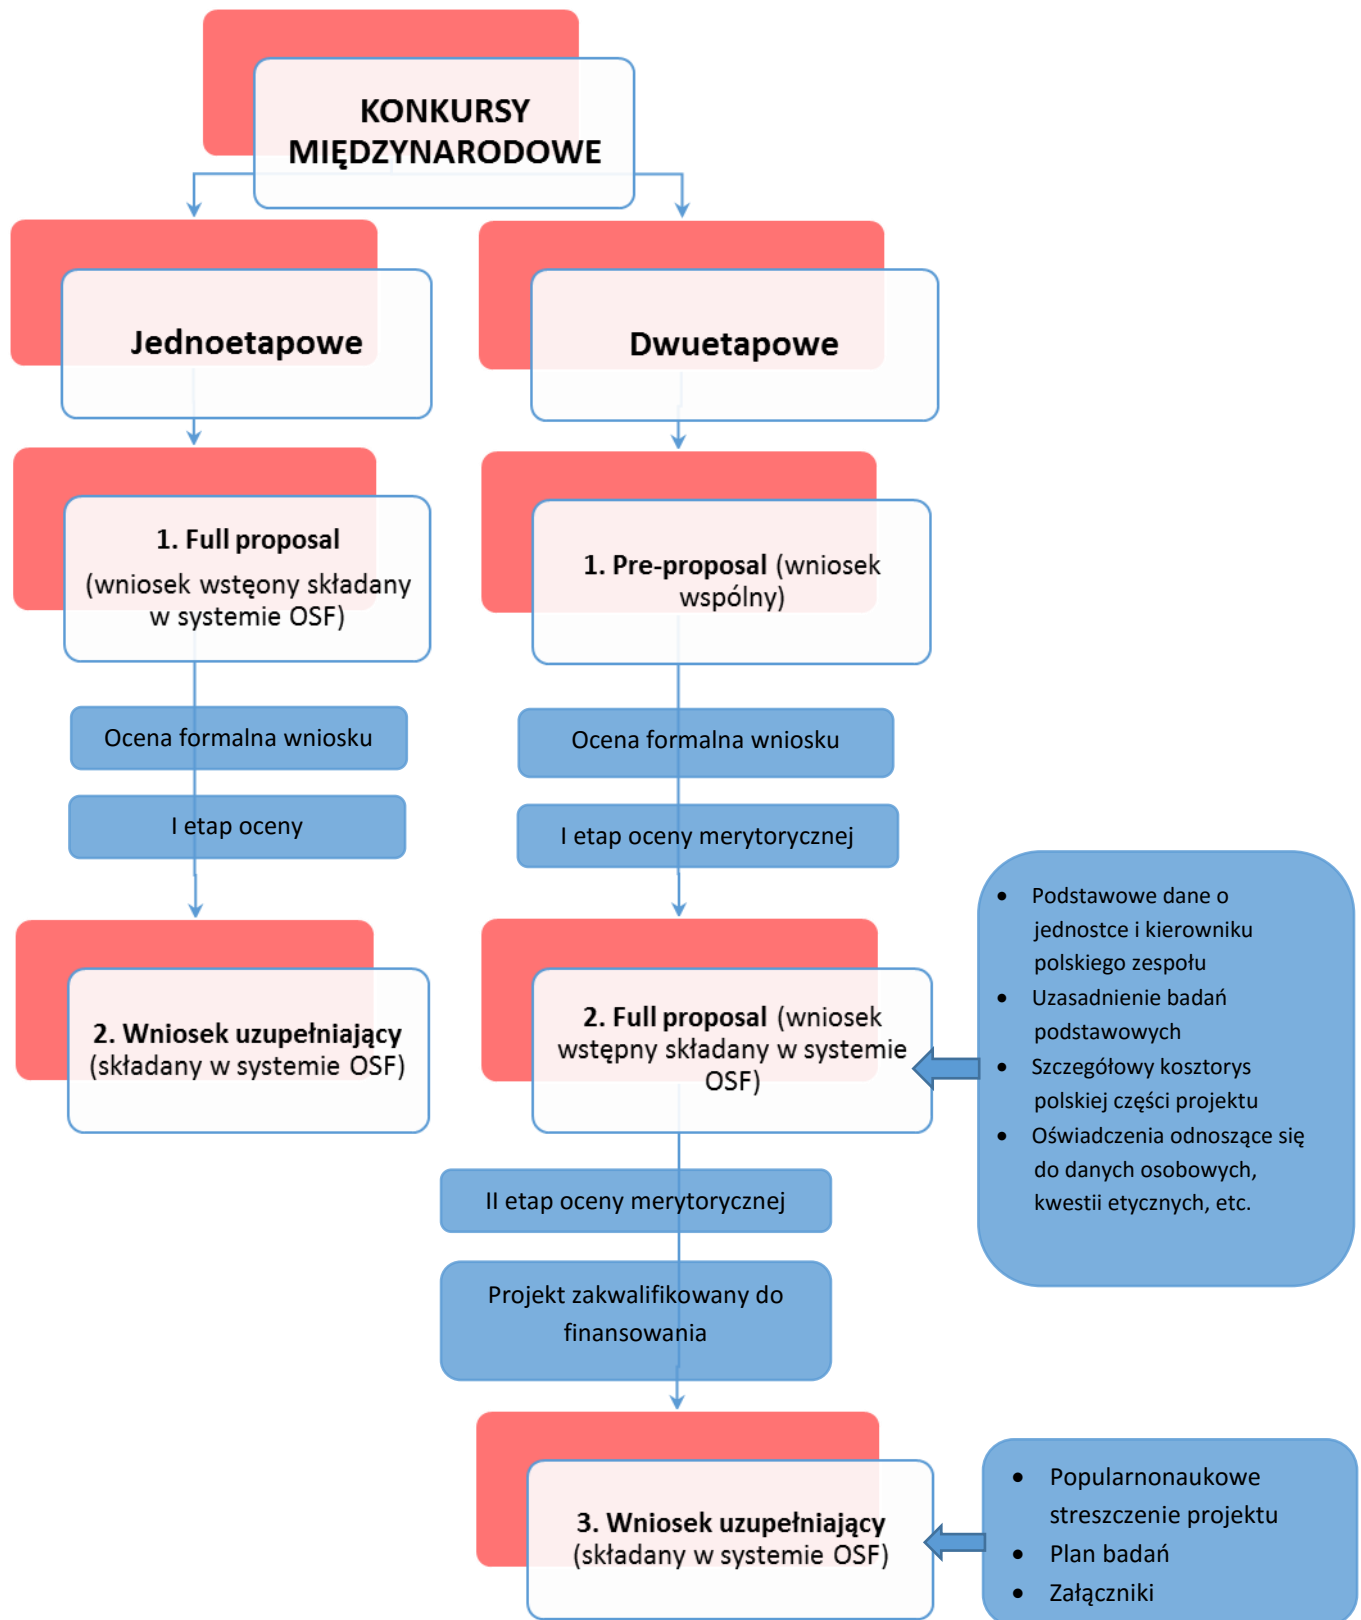 KONKURSY
MIĘDZYNARODOWE
Jednoetapowe
Dwuetapowe
1. Full proposal
(wniosek wstęony składany
w systemie OSF)
1. Pre-proposal (wniosek
wspólny)
Ocena formalna wniosku
Ocena formalna wniosku
I etap oceny
I etap oceny merytorycznej
2. Wniosek uzupełniający
(składany w systemie OSF)
2. Full proposal (wniosek
wstępny składany w systemie
OSF)
• Podstawowe dane o
jednostce i kierowniku
polskiego zespołu
• Uzasadnienie badań
podstawowych
• Szczegółowy kosztorys
polskiej części projektu
• Oświadczenia odnoszące się
do danych osobowych,
kwestii etycznych, etc.
II etap oceny merytorycznej
Projekt zakwalifikowany do
finansowania
3. Wniosek uzupełniający
(składany w systemie OSF)
• Popularnonaukowe
streszczenie projektu
• Plan badań
• Załączniki